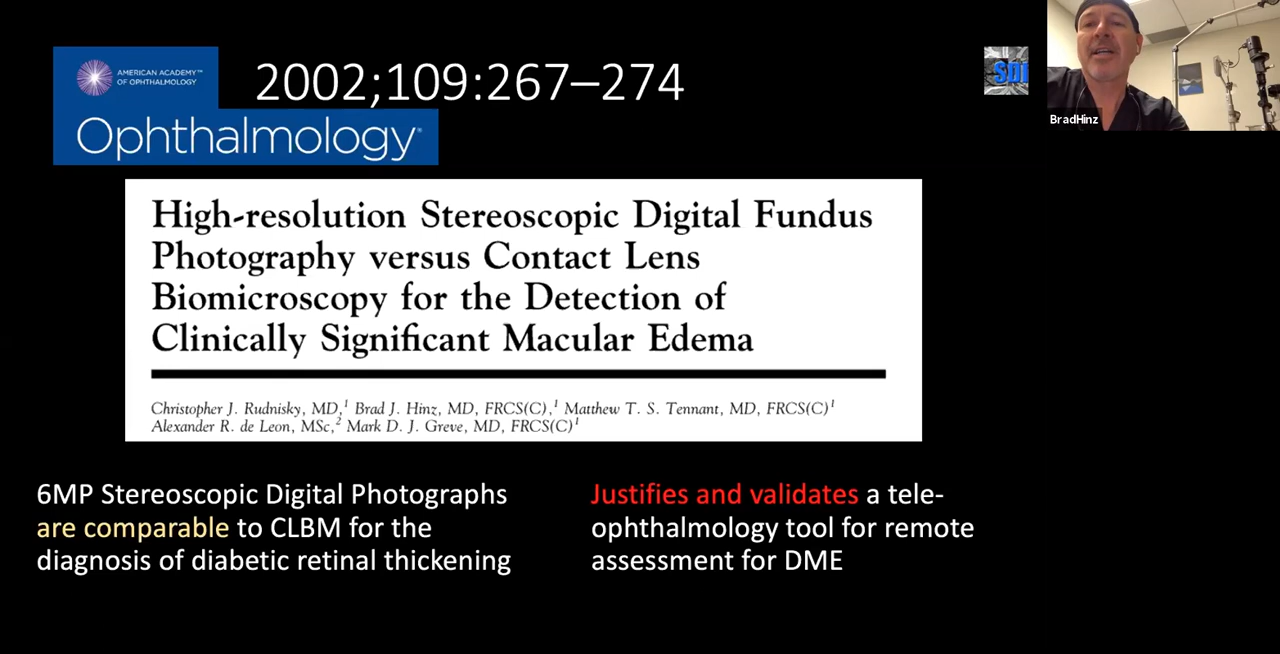 AMERICAN ACADEMY™
OF OPHTHALMOLOGY
Ophthalmology®
2002;109:267–274
SDI
BradHinz
High-resolution Stereoscopic Digital Fundus
Photography versus Contact Lens
Biomicroscopy for the Detection of
Clinically Significant Macular Edema
Christopher J. Rudnisky, MD,¹ Brad J. Hinz, MD, FRCS(C),¹ Matthew T. S. Tennant, MD, FRCS(C)¹
Alexander R. de Leon, MSc,² Mark D. J. Greve, MD, FRCS(C)¹
6MP Stereoscopic Digital Photographs
are comparable to CLBM for the
diagnosis of diabetic retinal thickening
Justifies and validates a tele-
ophthalmology tool for remote
assessment for DME